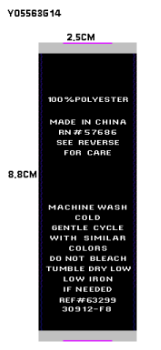 Y05563G14
2,5CM
8,8CM
100%POLYESTER
MADE IN CHINA
RN#57686
SEE REVERSE
FOR CARE
MACHINE WASH
COLD
GENTLE CYCLE
WITH SIMILAR
COLORS
DO NOT BLEACH
TUMBLE DRY LOW
LOW IRON
IF NEEDED
REF#63299
30912-F8